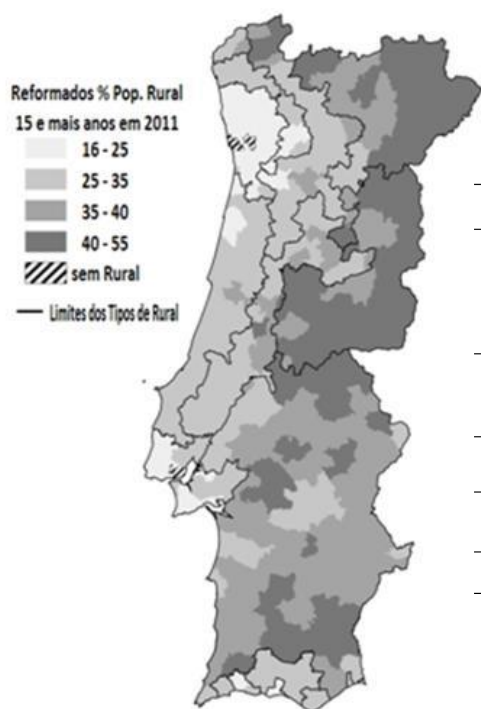 Reformados % Pop. Rural
15 e mais anos em 2011
16 - 25
25 - 35
35 - 40
40 - 55
sem Rural
Limites dos Tipos de Rural